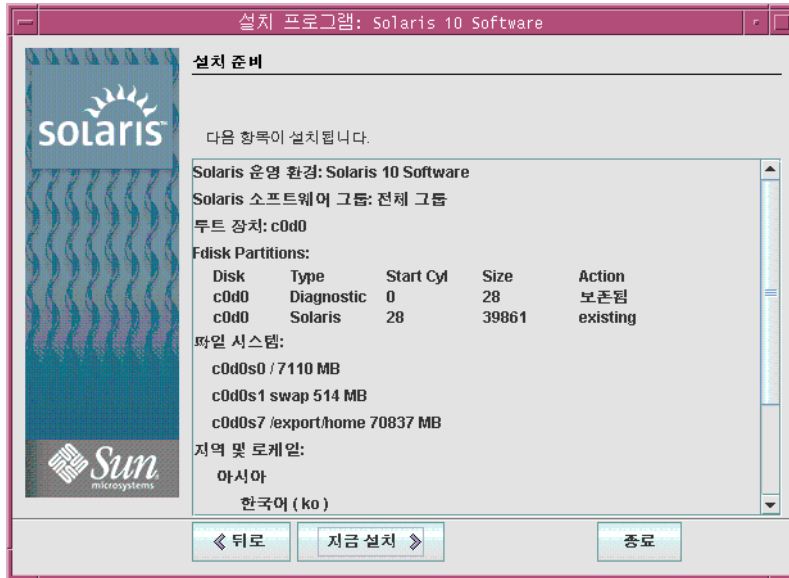 설치 프로그램: Solaris 10 Software
solaris
설치 준비
다음 항목이 설치됩니다.
Solaris 운영 환경: Solaris 10 Software
Solaris 소프트웨어 그룹: 전체 그룹
루트 장치: c0d0
Fdisk Partitions:
Disk Type Start Cyl Size Action
c0d0 Diagnostic 0 28 보존됨
c0d0 Solaris 28 39861 existing
파일 시스템:
c0d0s0 / 7110 MB
c0d0s1 swap 514 MB
c0d0s7 /export/home 70837 MB
지역 및 로케일:
아시아
한국어 ( ko )
Sun
microsystems
뒤로 지금 설치 종료